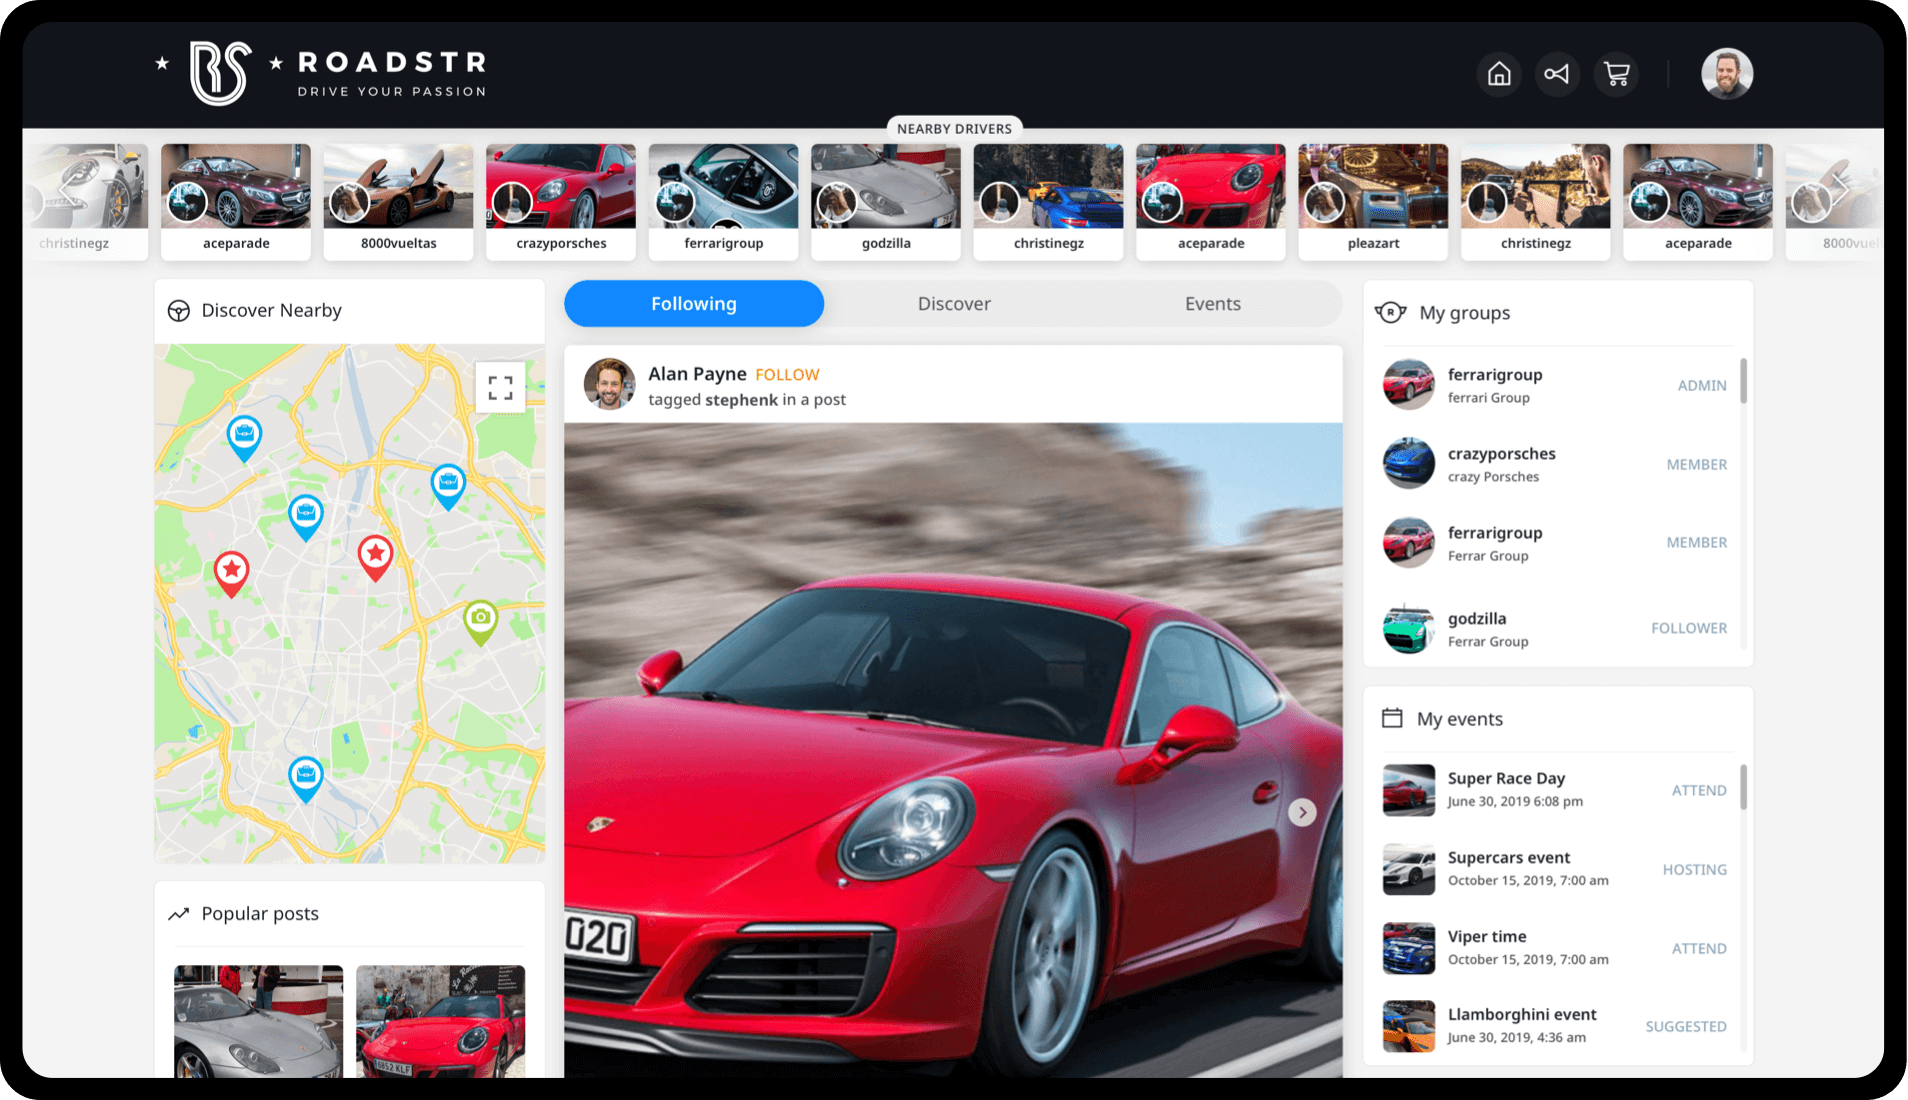 BS
ROADSTR
DRIVE YOUR PASSION
NEARBY DRIVERS
christinegz
aceparade
8000vueltas
crazyporsches
ferrarigroup
godzilla
christinegz
aceparade
pleazart
christinegz
aceparade
8000vuel
Discover Nearby
Following
Discover
Events
Alan Payne FOLLOW
tagged stephenk in a post
020
Popular posts
6852 KLF
My groups
R
ferrarigroup
ferrari Group
ADMIN
crazyporsches
crazy Porsches
MEMBER
ferrarigroup
Ferrar Group
MEMBER
godzilla
Ferrar Group
FOLLOWER
My events
Super Race Day
June 30, 2019 6:08 pm
ATTEND
Supercars event
October 15, 2019, 7:00 am
HOSTING
Viper time
October 15, 2019, 7:00 am
ATTEND
Llamborghini event
June 30, 2019, 4:36 am
SUGGESTED